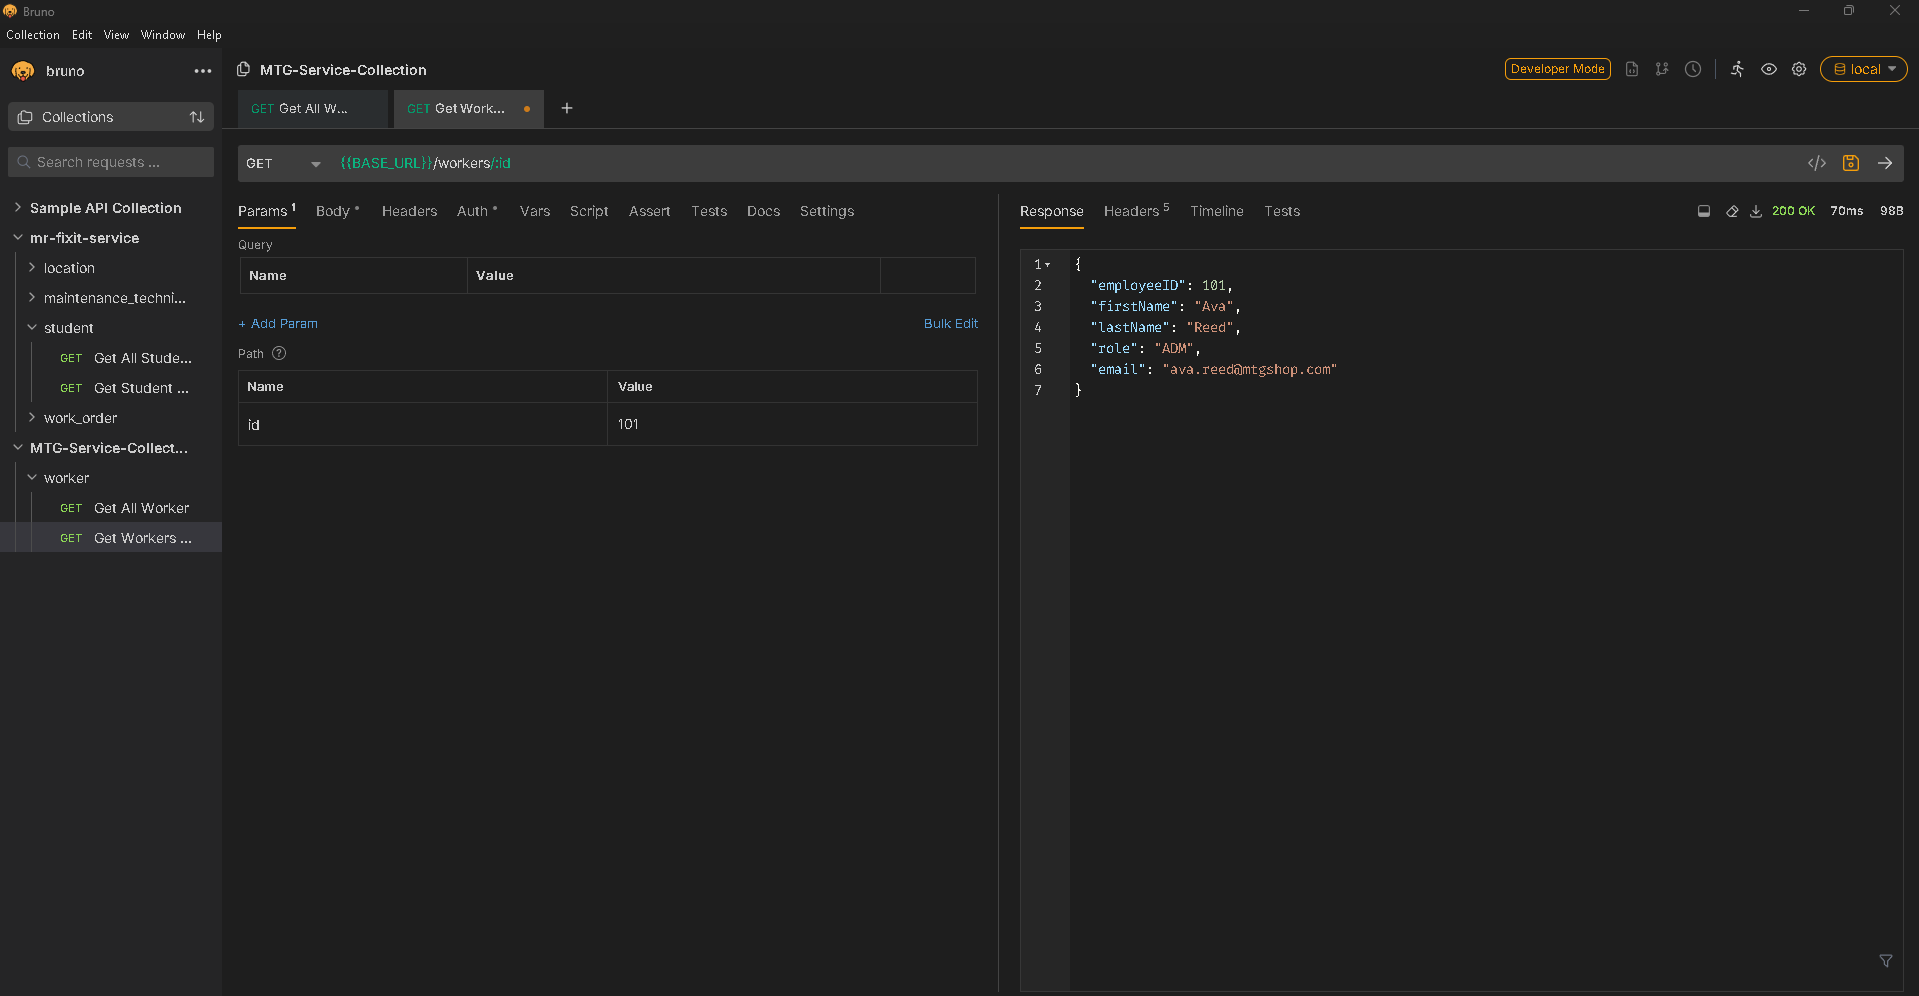 Bruno
Collection Edit View Window Help
bruno
MTG-Service-Collection
Developer Mode
local
Collections
GET Get All W...
GET Get Work...
Search requests ...
GET
{{BASE_URL}}/workers/:id
Sample API Collection
mr-fixit-service
location
maintenance_techni...
student
GET Get All Stude...
GET Get Student ...
work_order
MTG-Service-Collect...
worker
GET Get All Worker
GET Get Workers ...
Params 1 Body Headers Auth Vars Script Assert Tests Docs Settings
Query
Name Value
+ Add Param
Bulk Edit
Path ?
Name Value
id 101
Response Headers 5 Timeline Tests
200 OK 70ms 98B
1 {
2 "employeeID": 101,
3 "firstName": "Ava",
4 "lastName": "Reed",
5 "role": "ADM",
6 "email": "ava.reed@mtgshop.com"
7 }